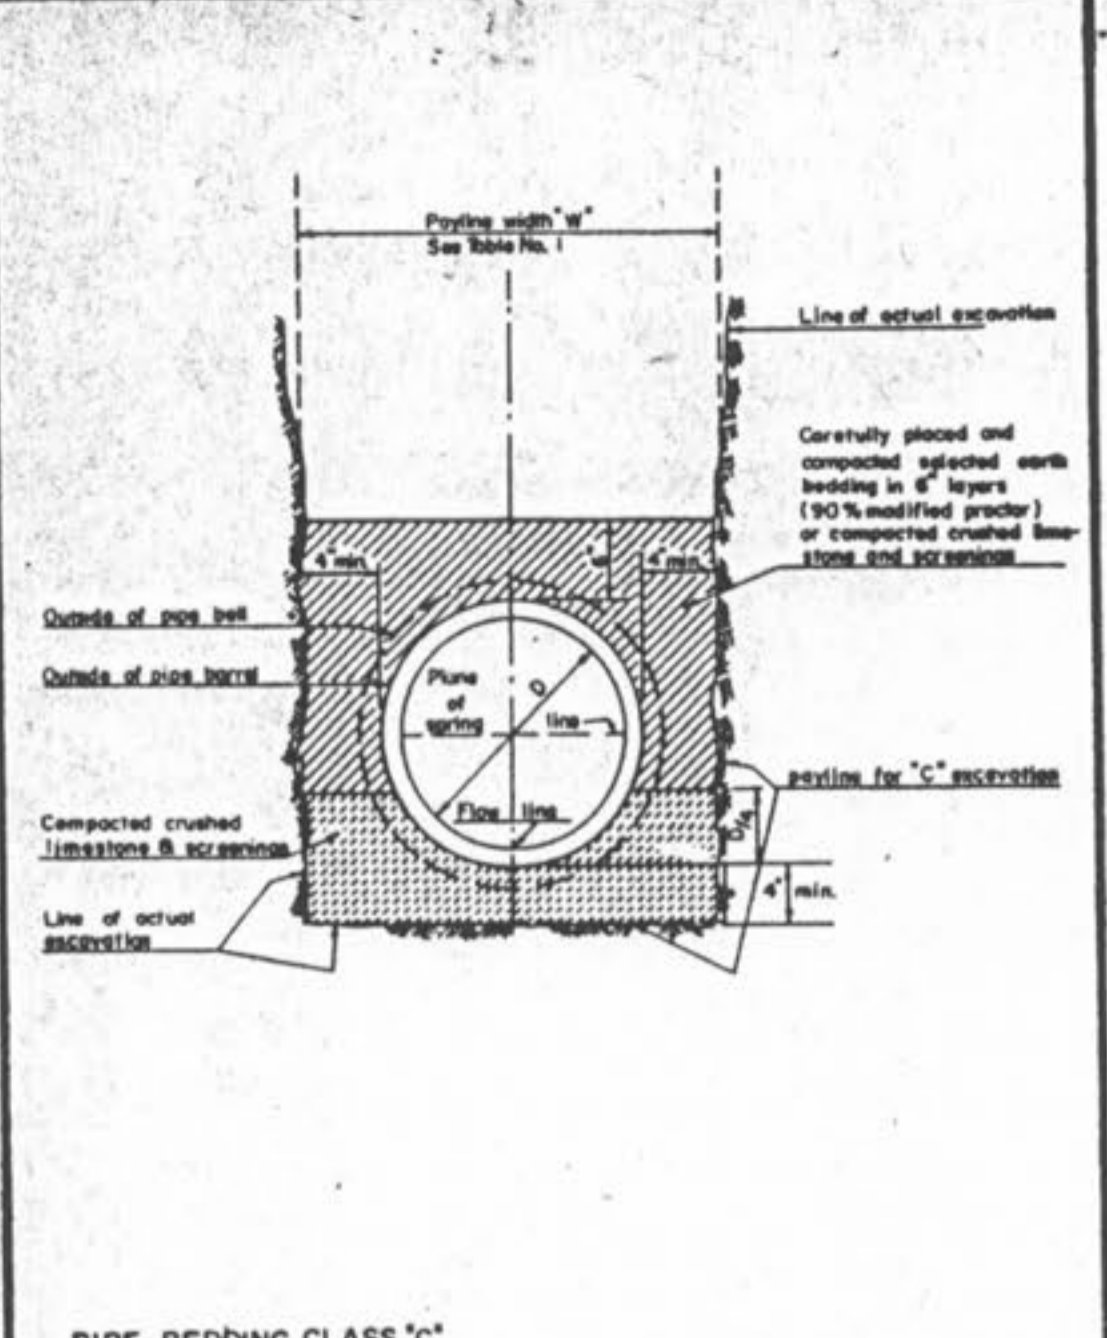 Payline width "W"
See Table No. 1
Line of actual excavation
Carefully placed and
compacted selected earth
bedding in 6" layers
(90% modified proctor)
or compacted crushed lime-
stone and screenings
4" min.
6"
4" min.
Outside of pipe bell
Outside of pipe barrel
Plane
of
spring
line
D
Flow line
payline for "C" excavation
D/4
4" min.
Compacted crushed
limestone & screenings
Line of actual
excavation
PIPE BEDDING CLASS "C"